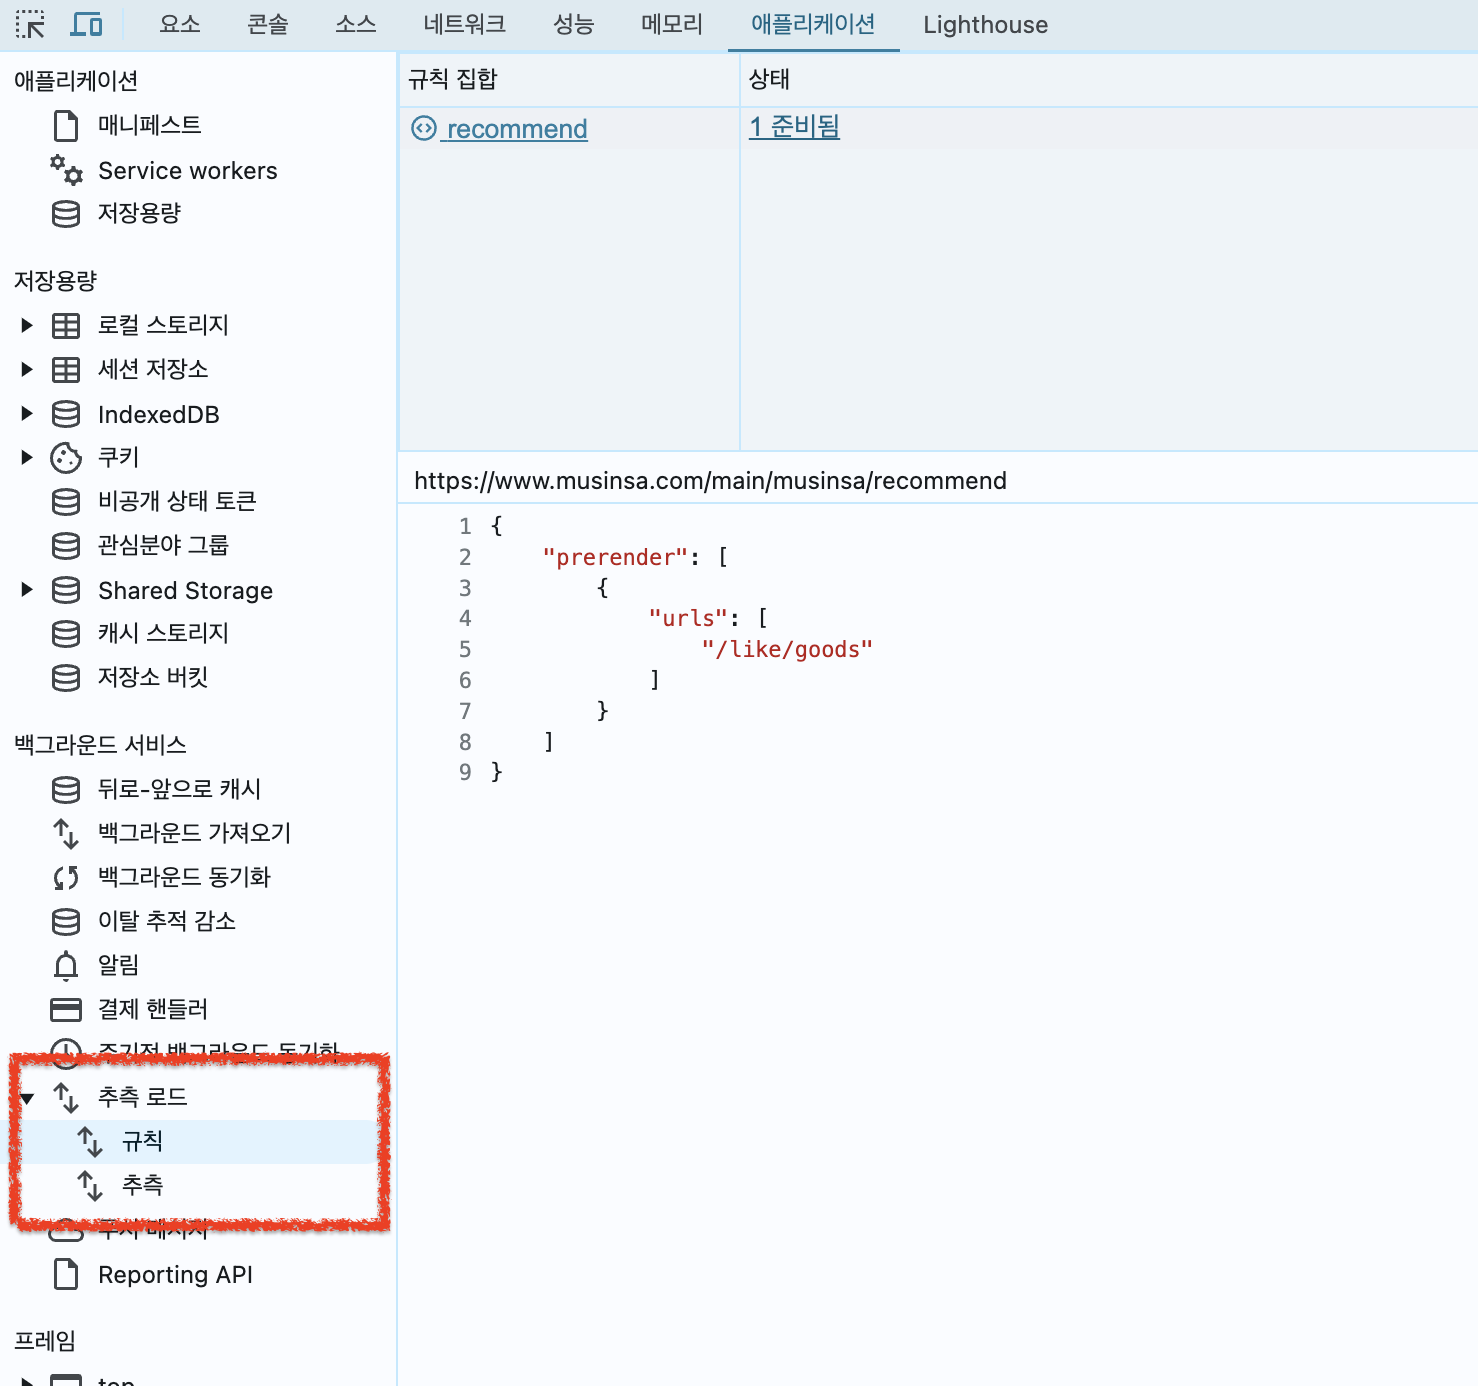 요소 콘솔 소스 네트워크 성능 메모리 애플리케이션 Lighthouse
애플리케이션
매니페스트
Service workers
저장용량
저장용량
로컬 스토리지
세션 저장소
IndexedDB
쿠키
비공개 상태 토큰
관심분야 그룹
Shared Storage
캐시 스토리지
저장소 버킷
백그라운드 서비스
뒤로-앞으로 캐시
백그라운드 가져오기
백그라운드 동기화
이탈 추적 감소
알림
결제 핸들러
주기적 백그라운드 동기화
추측 로드
규칙
추측
푸시 메시지
Reporting API
프레임
top
규칙 집합 상태
recommend 1 준비됨
https://www.musinsa.com/main/musinsa/recommend
1 {
2 "prerender": [
3 {
4 "urls": [
5 "/like/goods"
6 ]
7 }
8 ]
9 }